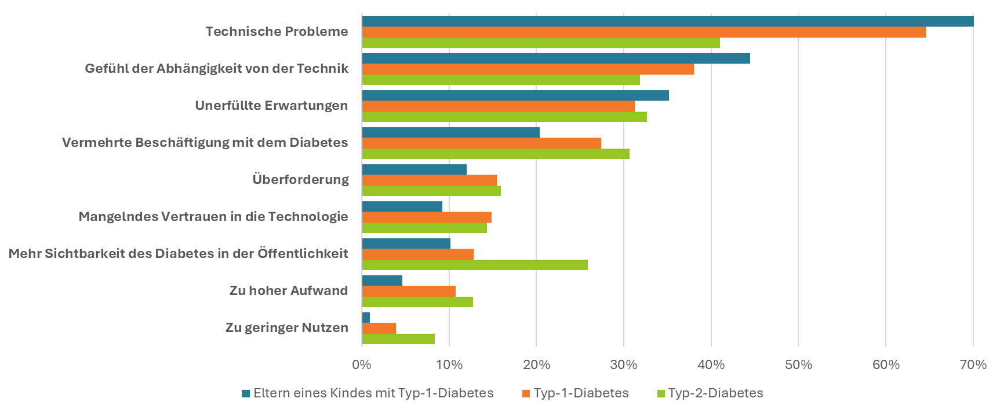 Technische Probleme
Gefühl der Abhängigkeit von der Technik
Unerfüllte Erwartungen
Vermehrte Beschäftigung mit dem Diabetes
Überforderung
Mangelndes Vertrauen in die Technologie
Mehr Sichtbarkeit des Diabetes in der Öffentlichkeit
Zu hoher Aufwand
Zu geringer Nutzen
0% 10% 20% 30% 40% 50% 60% 70%
Eltern eines Kindes mit Typ-1-Diabetes Typ-1-Diabetes Typ-2-Diabetes